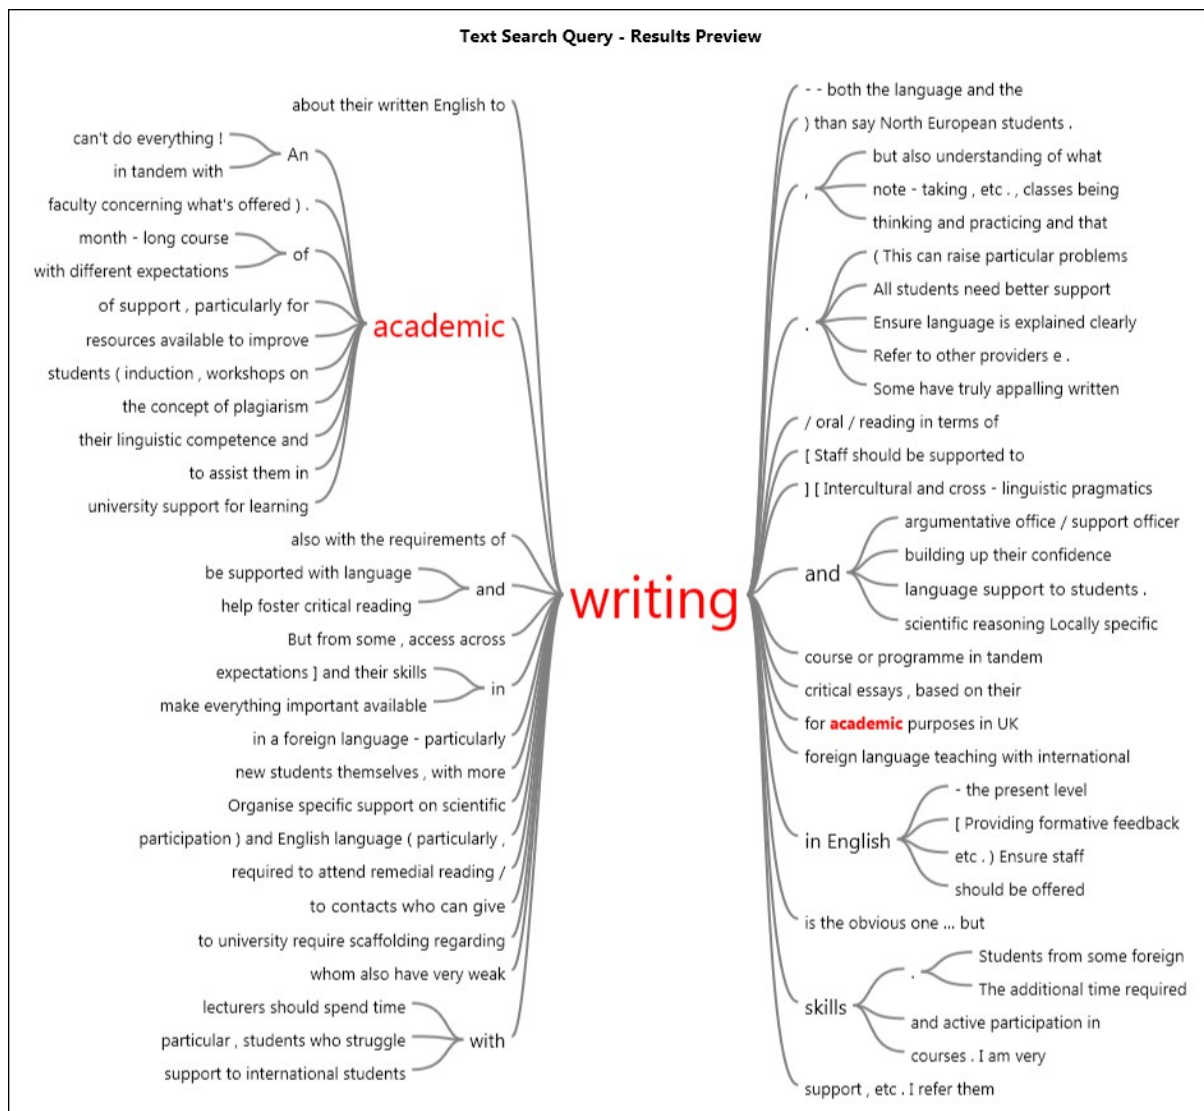 Text Search Query - Results Preview
about their written English to
can't do everything !
An
in tandem with
faculty concerning what's offered ) .
month - long course
of
with different expectations
of support , particularly for
academic
resources available to improve
students ( induction , workshops on
the concept of plagiarism
their linguistic competence and
to assist them in
university support for learning
also with the requirements of
be supported with language
and
help foster critical reading
But from some , access across
expectations ] and their skills
in
make everything important available
in a foreign language - particularly
new students themselves , with more
Organise specific support on scientific
participation ) and English language ( particularly ,
required to attend remedial reading /
to contacts who can give
to university require scaffolding regarding
whom also have very weak
lecturers should spend time
particular , students who struggle
with
support to international students
writing
- - both the language and the
) than say North European students .
but also understanding of what
,
note - taking , etc . , classes being
thinking and practicing and that
( This can raise particular problems
All students need better support
.
Ensure language is explained clearly
Refer to other providers e .
Some have truly appalling written
/ oral / reading in terms of
[ Staff should be supported to
] [ Intercultural and cross - linguistic pragmatics
argumentative office / support officer
building up their confidence
and
language support to students .
scientific reasoning Locally specific
course or programme in tandem
critical essays , based on their
for academic purposes in UK
foreign language teaching with international
- the present level
[ Providing formative feedback
in English
etc . ) Ensure staff
should be offered
is the obvious one ... but
Students from some foreign
.
The additional time required
skills
and active participation in
courses . I am very
support , etc . I refer them